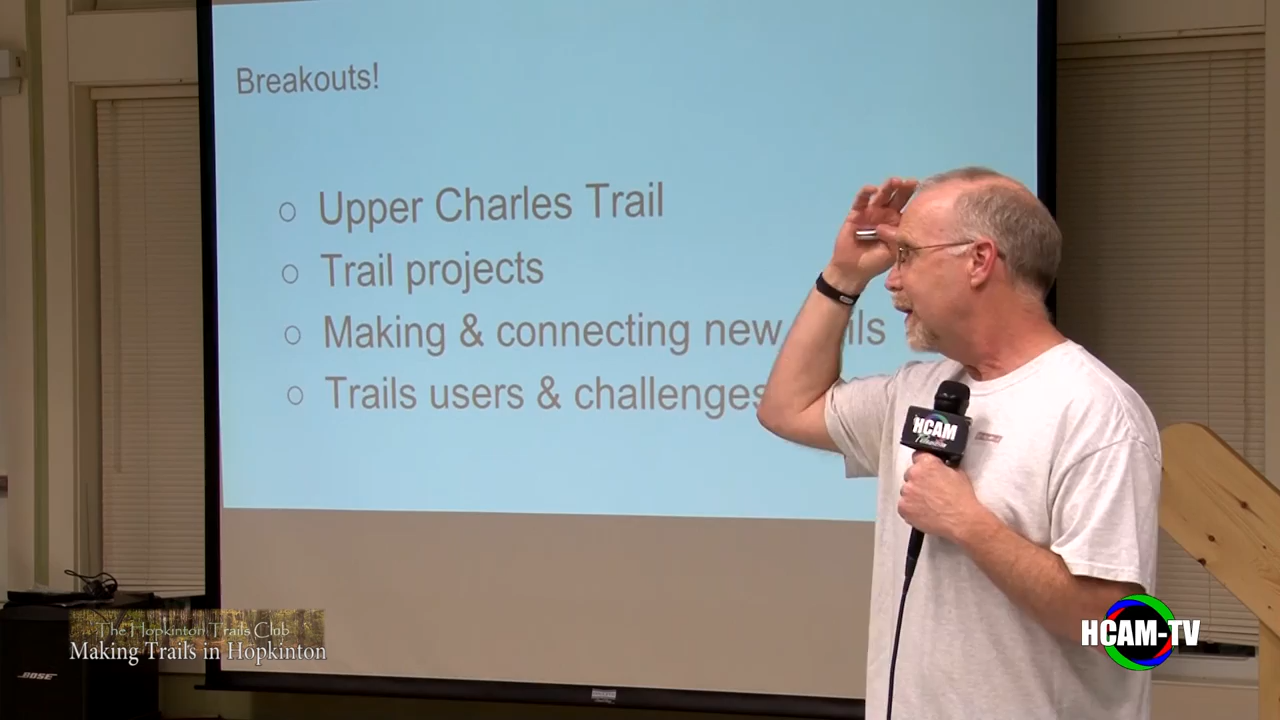 Breakouts!
○ Upper Charles Trail
○ Trail projects
○ Making & connecting new
○ Trails users & challenges
HCAM
HCAM-TV
The Hopkinton Trails Club
Making Trails in Hopkinton
BOSE